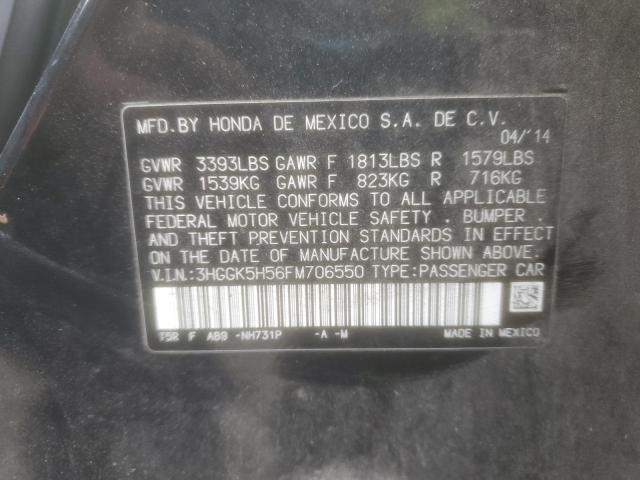 MFD.BY HONDA DE MEXICO S.A. DE C.V.
04/'14
GVWR 3393LBS GAWR F 1813LBS R 1579LBS
GVWR 1539KG GAWR F 823KG R 716KG
THIS VEHICLE CONFORMS TO ALL APPLICABLE
FEDERAL MOTOR VEHICLE SAFETY . BUMPER .
AND THEFT PREVENTION STANDARDS IN EFFECT
ON THE DATE OF MANUFACTURE SHOWN ABOVE.
V.I.N.:3HGGK5H56FM706550 TYPE:PASSENGER CAR
T5R F AB9 -NH731P -A -M MADE IN MEXICO